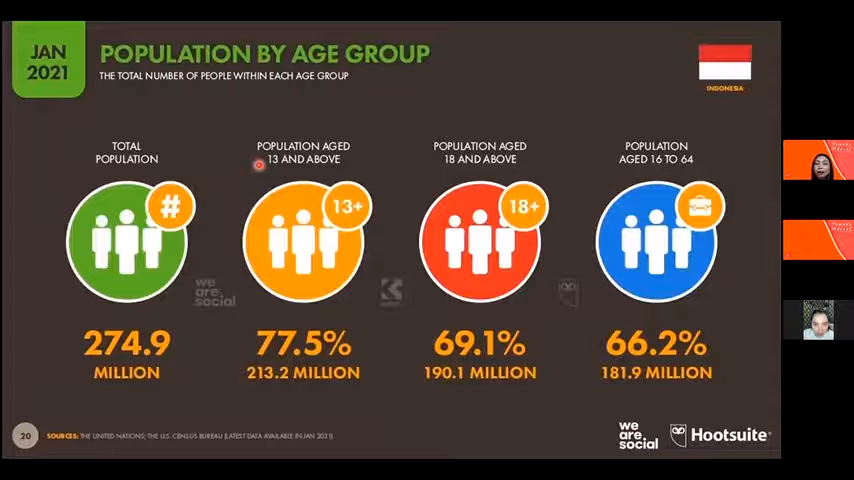 JAN
2021
POPULATION BY AGE GROUP
THE TOTAL NUMBER OF PEOPLE WITHIN EACH AGE GROUP
INDONESIA
TOTAL
POPULATION
#
274.9
MILLION
POPULATION AGED
13 AND ABOVE
13+
77.5%
213.2 MILLION
POPULATION AGED
18 AND ABOVE
18+
69.1%
190.1 MILLION
POPULATION
AGED 16 TO 64
66.2%
181.9 MILLION
we
are
social
20
SOURCES: THE UNITED NATIONS; THE U.S. CENSUS BUREAU (LATEST DATA AVAILABLE IN JAN 2021)
we
are
social
Hootsuite®